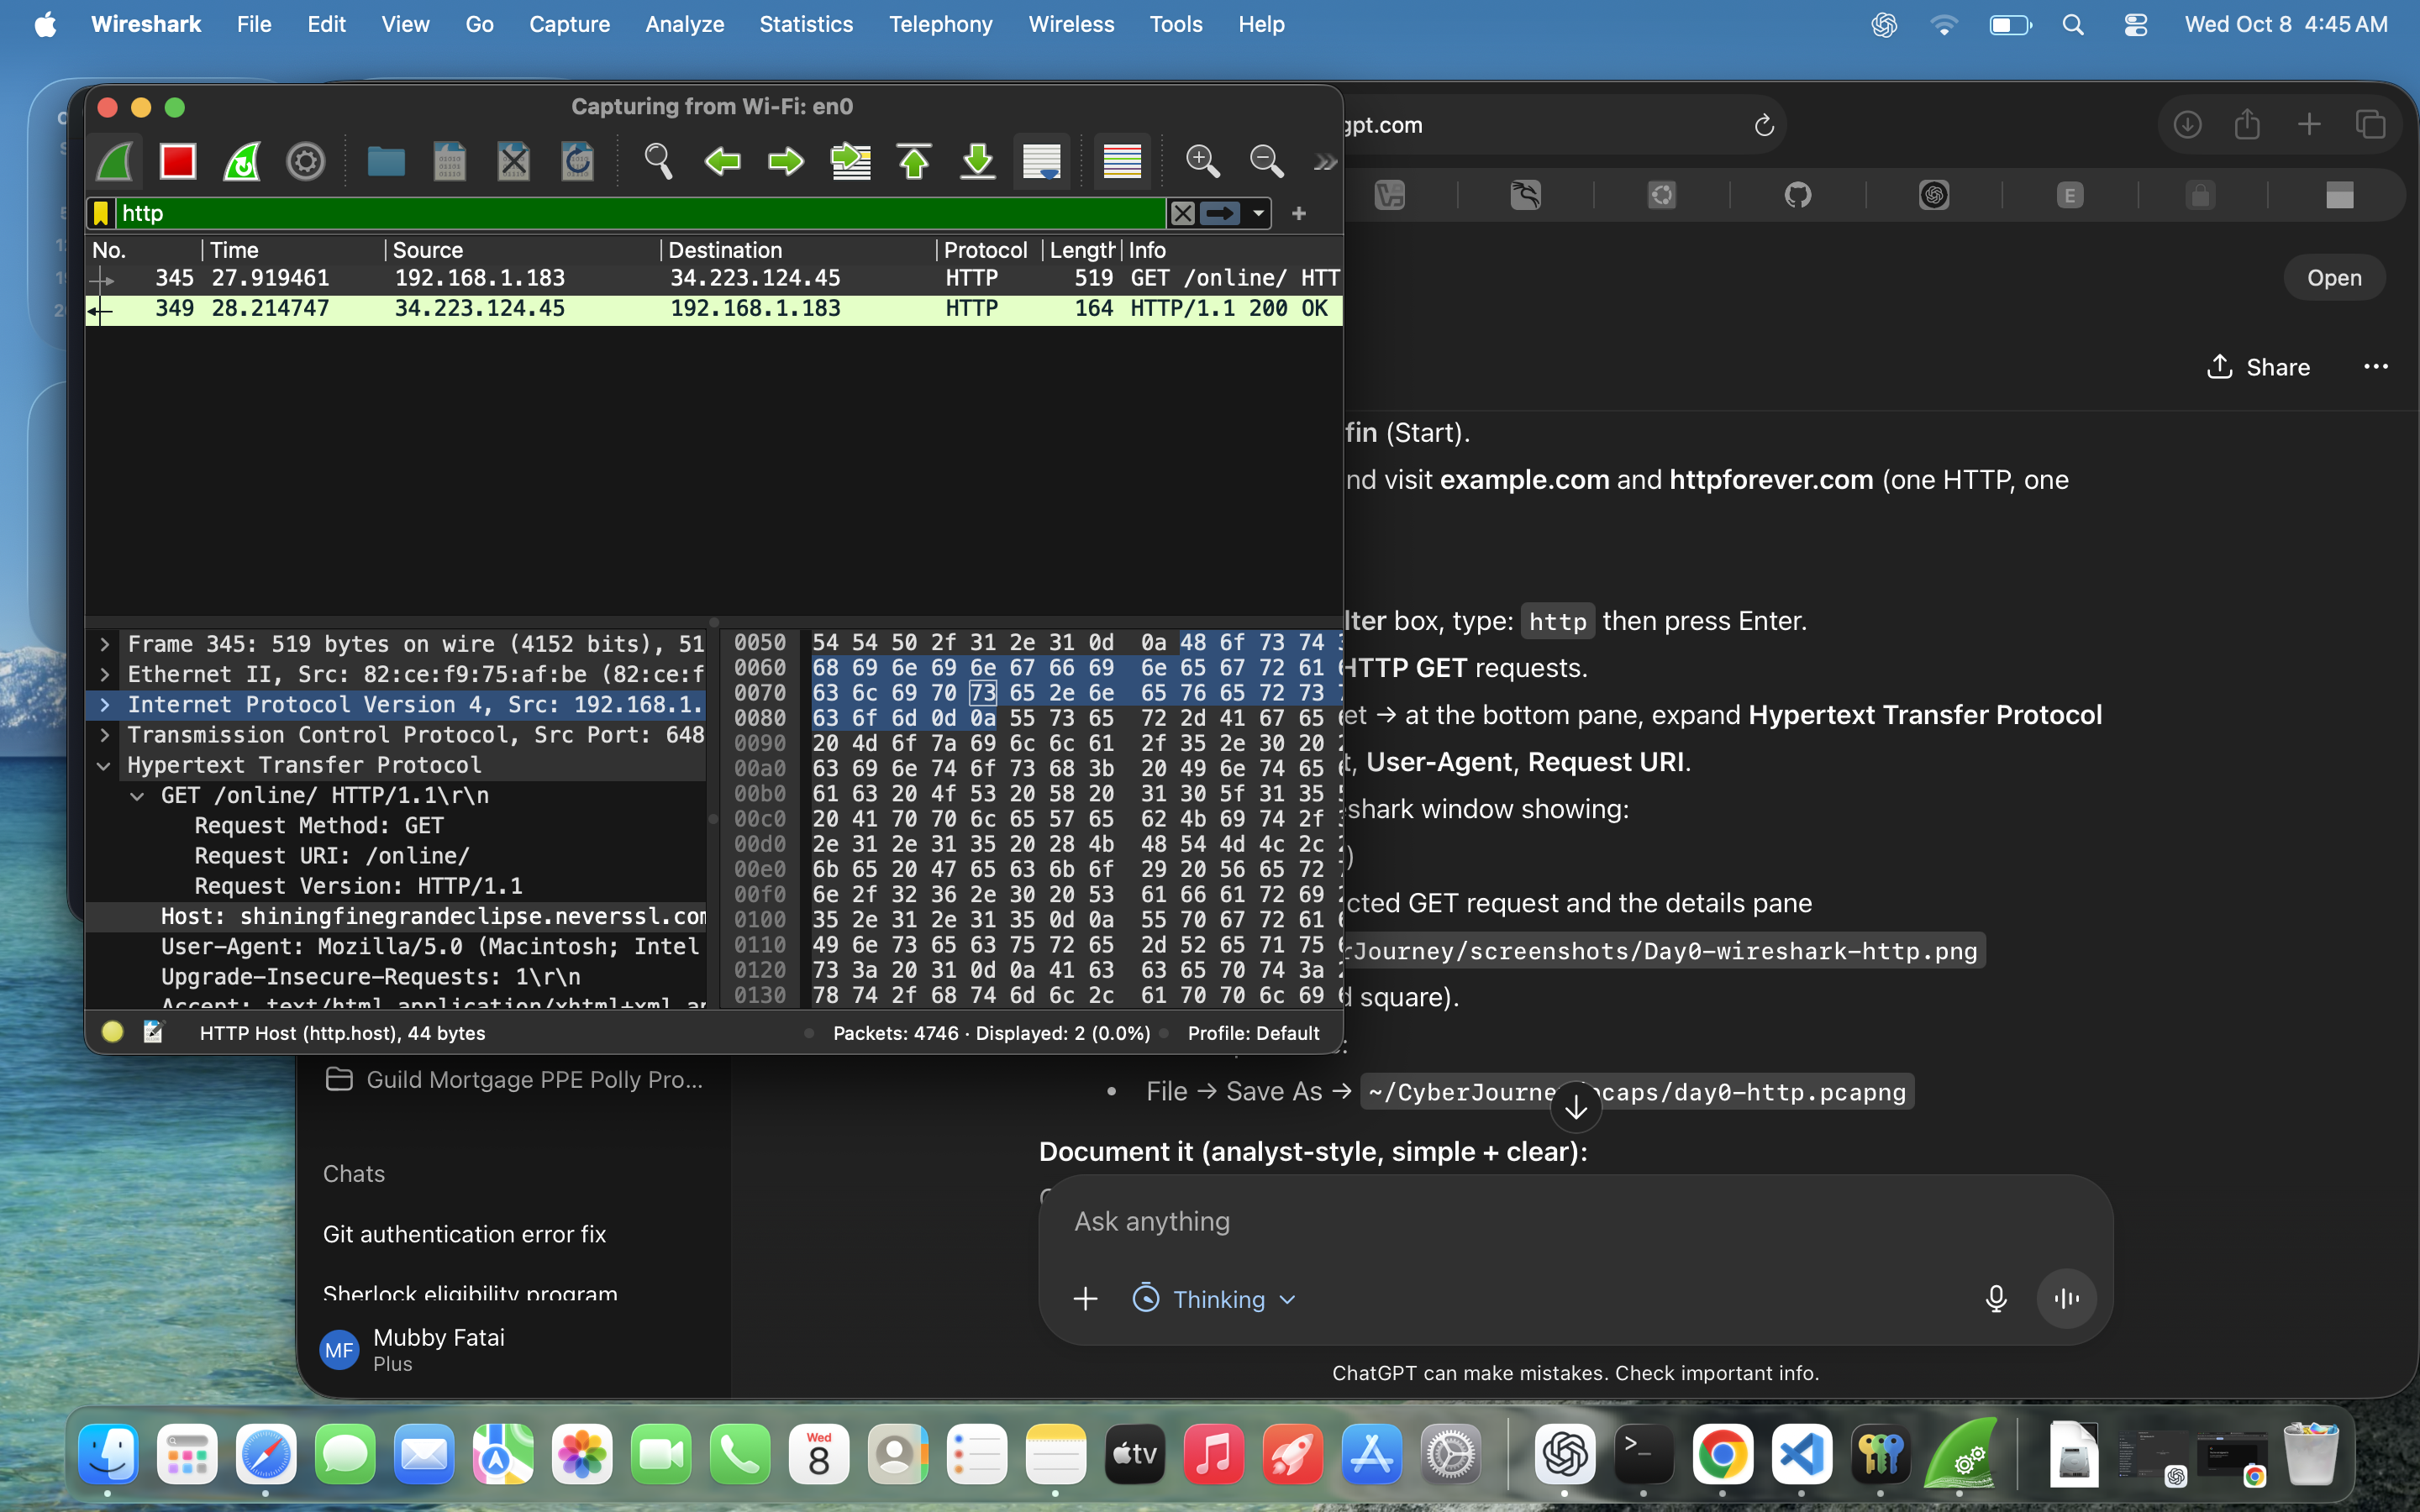 Wireshark File Edit View Go Capture Analyze Statistics Telephony Wireless Tools Help Wed Oct 8 4:45 AM
Capturing from Wi-Fi: en0
http
No. Time Source Destination Protocol Length Info
345 27.919461 192.168.1.183 34.223.124.45 HTTP 519 GET /online/ HTT
349 28.214747 34.223.124.45 192.168.1.183 HTTP 164 HTTP/1.1 200 OK
Frame 345: 519 bytes on wire (4152 bits), 51
Ethernet II, Src: 82:ce:f9:75:af:be (82:ce:f
Internet Protocol Version 4, Src: 192.168.1.
Transmission Control Protocol, Src Port: 648
Hypertext Transfer Protocol
GET /online/ HTTP/1.1\r\n
Request Method: GET
Request URI: /online/
Request Version: HTTP/1.1
Host: shiningfinegrandeclipse.neverssl.com
User-Agent: Mozilla/5.0 (Macintosh; Intel
Upgrade-Insecure-Requests: 1\r\n
Accept: text/html,application/xhtml+xml,ap
0050 54 54 50 2f 31 2e 31 0d 0a 48 6f 73 74
0060 68 69 6e 69 6e 67 66 69 6e 65 67 72 61
0070 63 6c 69 70 73 65 2e 6e 65 76 65 72 73
0080 63 6f 6d 0d 0a 55 73 65 72 2d 41 67 65
0090 20 4d 6f 7a 69 6c 6c 61 2f 35 2e 30 20
00a0 63 69 6e 74 6f 73 68 3b 20 49 6e 74 65
00b0 61 63 20 4f 53 20 58 20 31 30 5f 31 35
00c0 20 41 70 70 6c 65 57 65 62 4b 69 74 2f
00d0 2e 31 2e 31 35 20 28 4b 48 54 4d 4c 2c
00e0 6b 65 20 47 65 63 6b 6f 29 20 56 65 72
00f0 6e 2f 32 36 2e 30 20 53 61 66 61 72 69
0100 35 2e 31 2e 31 35 0d 0a 55 70 67 72 61
0110 49 6e 73 65 63 75 72 65 2d 52 65 71 75
0120 73 3a 20 31 0d 0a 41 63 63 65 70 74 3a
0130 78 74 2f 68 74 6d 6c 2c 61 70 70 6c 69
HTTP Host (http.host), 44 bytes Packets: 4746 · Displayed: 2 (0.0%) Profile: Default
gpt.com
E
Open
Share
fin (Start).
nd visit example.com and httpforever.com (one HTTP, one
lter box, type: http then press Enter.
HTTP GET requests.
et → at the bottom pane, expand Hypertext Transfer Protocol
t, User-Agent, Request URI.
shark window showing:
)
cted GET request and the details pane
rJourney/screenshots/Day0-wireshark-http.png
d square).
File → Save As → ~/CyberJourne caps/day0-http.pcapng
Document it (analyst-style, simple + clear):
Ask anything
Thinking
ChatGPT can make mistakes. Check important info.
Guild Mortgage PPE Polly Pro...
Chats
Git authentication error fix
Sherlock eligibility program
MF
Mubby Fatai
Plus
Wed
8
tv